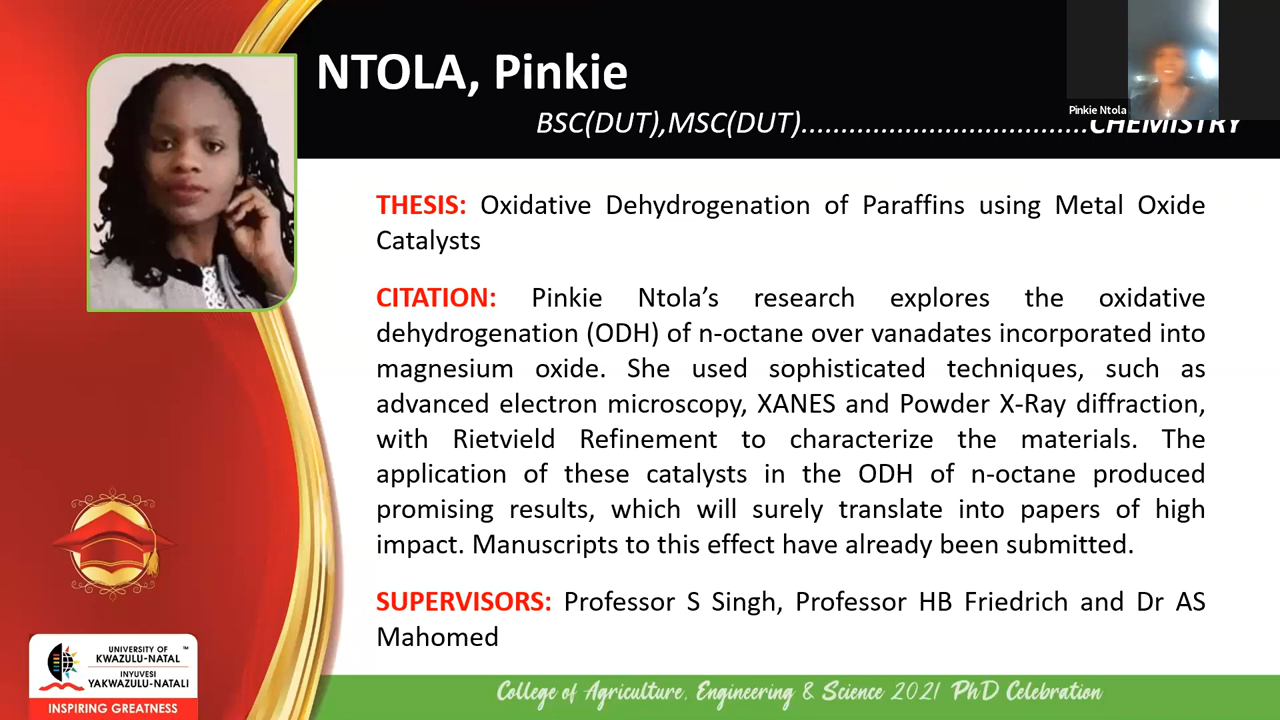 NTOLA, Pinkie
Pinkie Ntola
BSC(DUT),MSC(DUT)...................................CHEMISTRY
THESIS: Oxidative Dehydrogenation of Paraffins using Metal Oxide
Catalysts
CITATION: Pinkie Ntola’s research explores the oxidative
dehydrogenation (ODH) of n-octane over vanadates incorporated into
magnesium oxide. She used sophisticated techniques, such as
advanced electron microscopy, XANES and Powder X-Ray diffraction,
with Rietvield Refinement to characterize the materials. The
application of these catalysts in the ODH of n-octane produced
promising results, which will surely translate into papers of high
impact. Manuscripts to this effect have already been submitted.
SUPERVISORS: Professor S Singh, Professor HB Friedrich and Dr AS
Mahomed
UNIVERSITY OF ™
KWAZULU-NATAL
INYUVESI
YAKWAZULU-NATALI
INSPIRING GREATNESS
College of Agriculture, Engineering & Science 2021 PhD Celebration